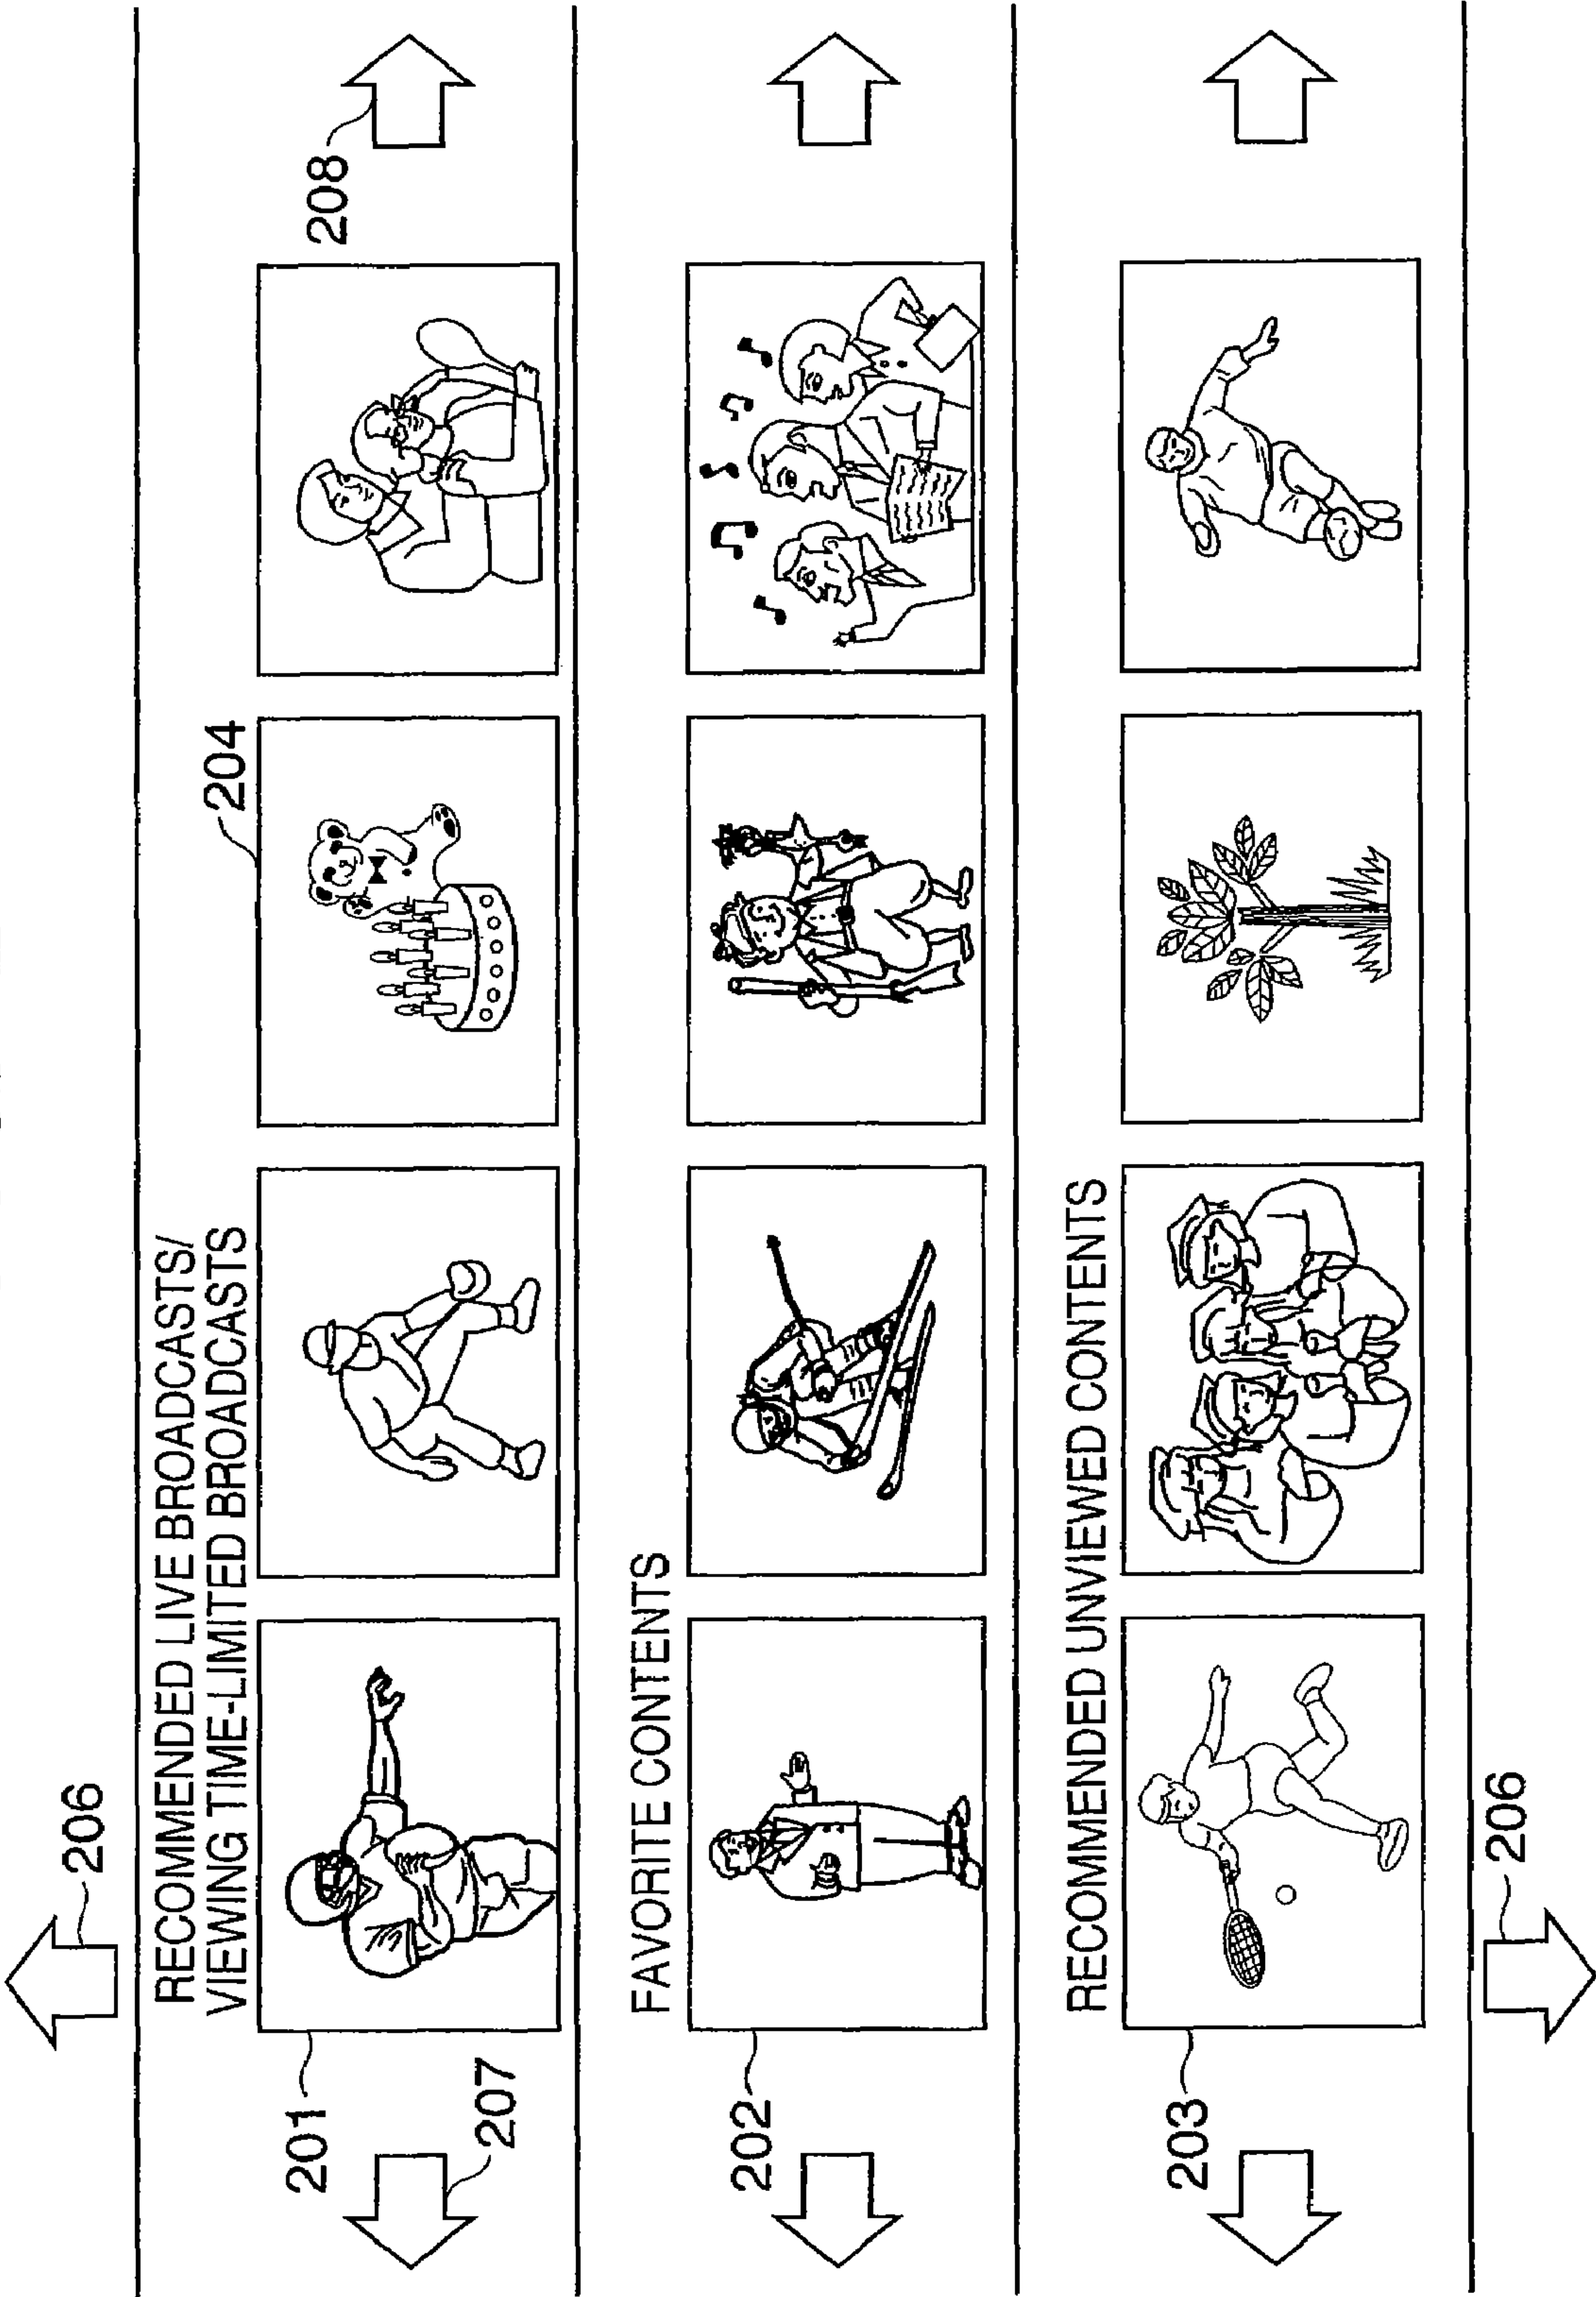 206
RECOMMENDED LIVE BROADCASTS/
VIEWING TIME-LIMITED BROADCASTS
204
208
201
207
FAVORITE CONTENTS
202
RECOMMENDED UNVIEWED CONTENTS
203
206